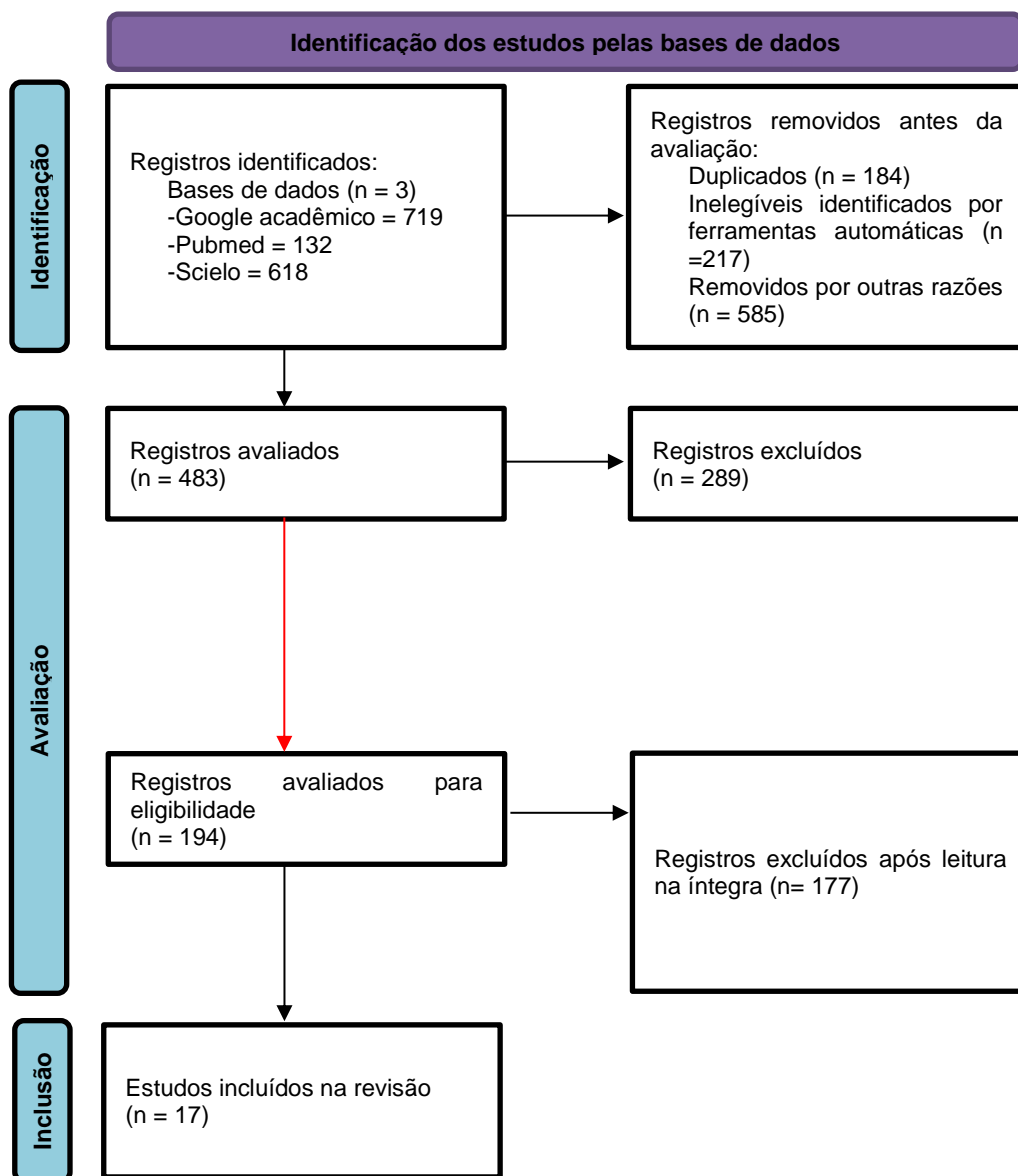 Identificação dos estudos pelas bases de dados
Identificação
Registros identificados:
Bases de dados (n = 3)
-Google acadêmico = 719
-Pubmed = 132
-Scielo = 618
Registros removidos antes da
avaliação:
Duplicados (n = 184)
Inelegíveis identificados por
ferramentas automáticas (n
=217)
Removidos por outras razões
(n = 585)
Avaliação
Registros avaliados
(n = 483)
Registros excluídos
(n = 289)
Registros avaliados para
eligibilidade
(n = 194)
Registros excluídos após leitura
na íntegra (n= 177)
Inclusão
Estudos incluídos na revisão
(n = 17)